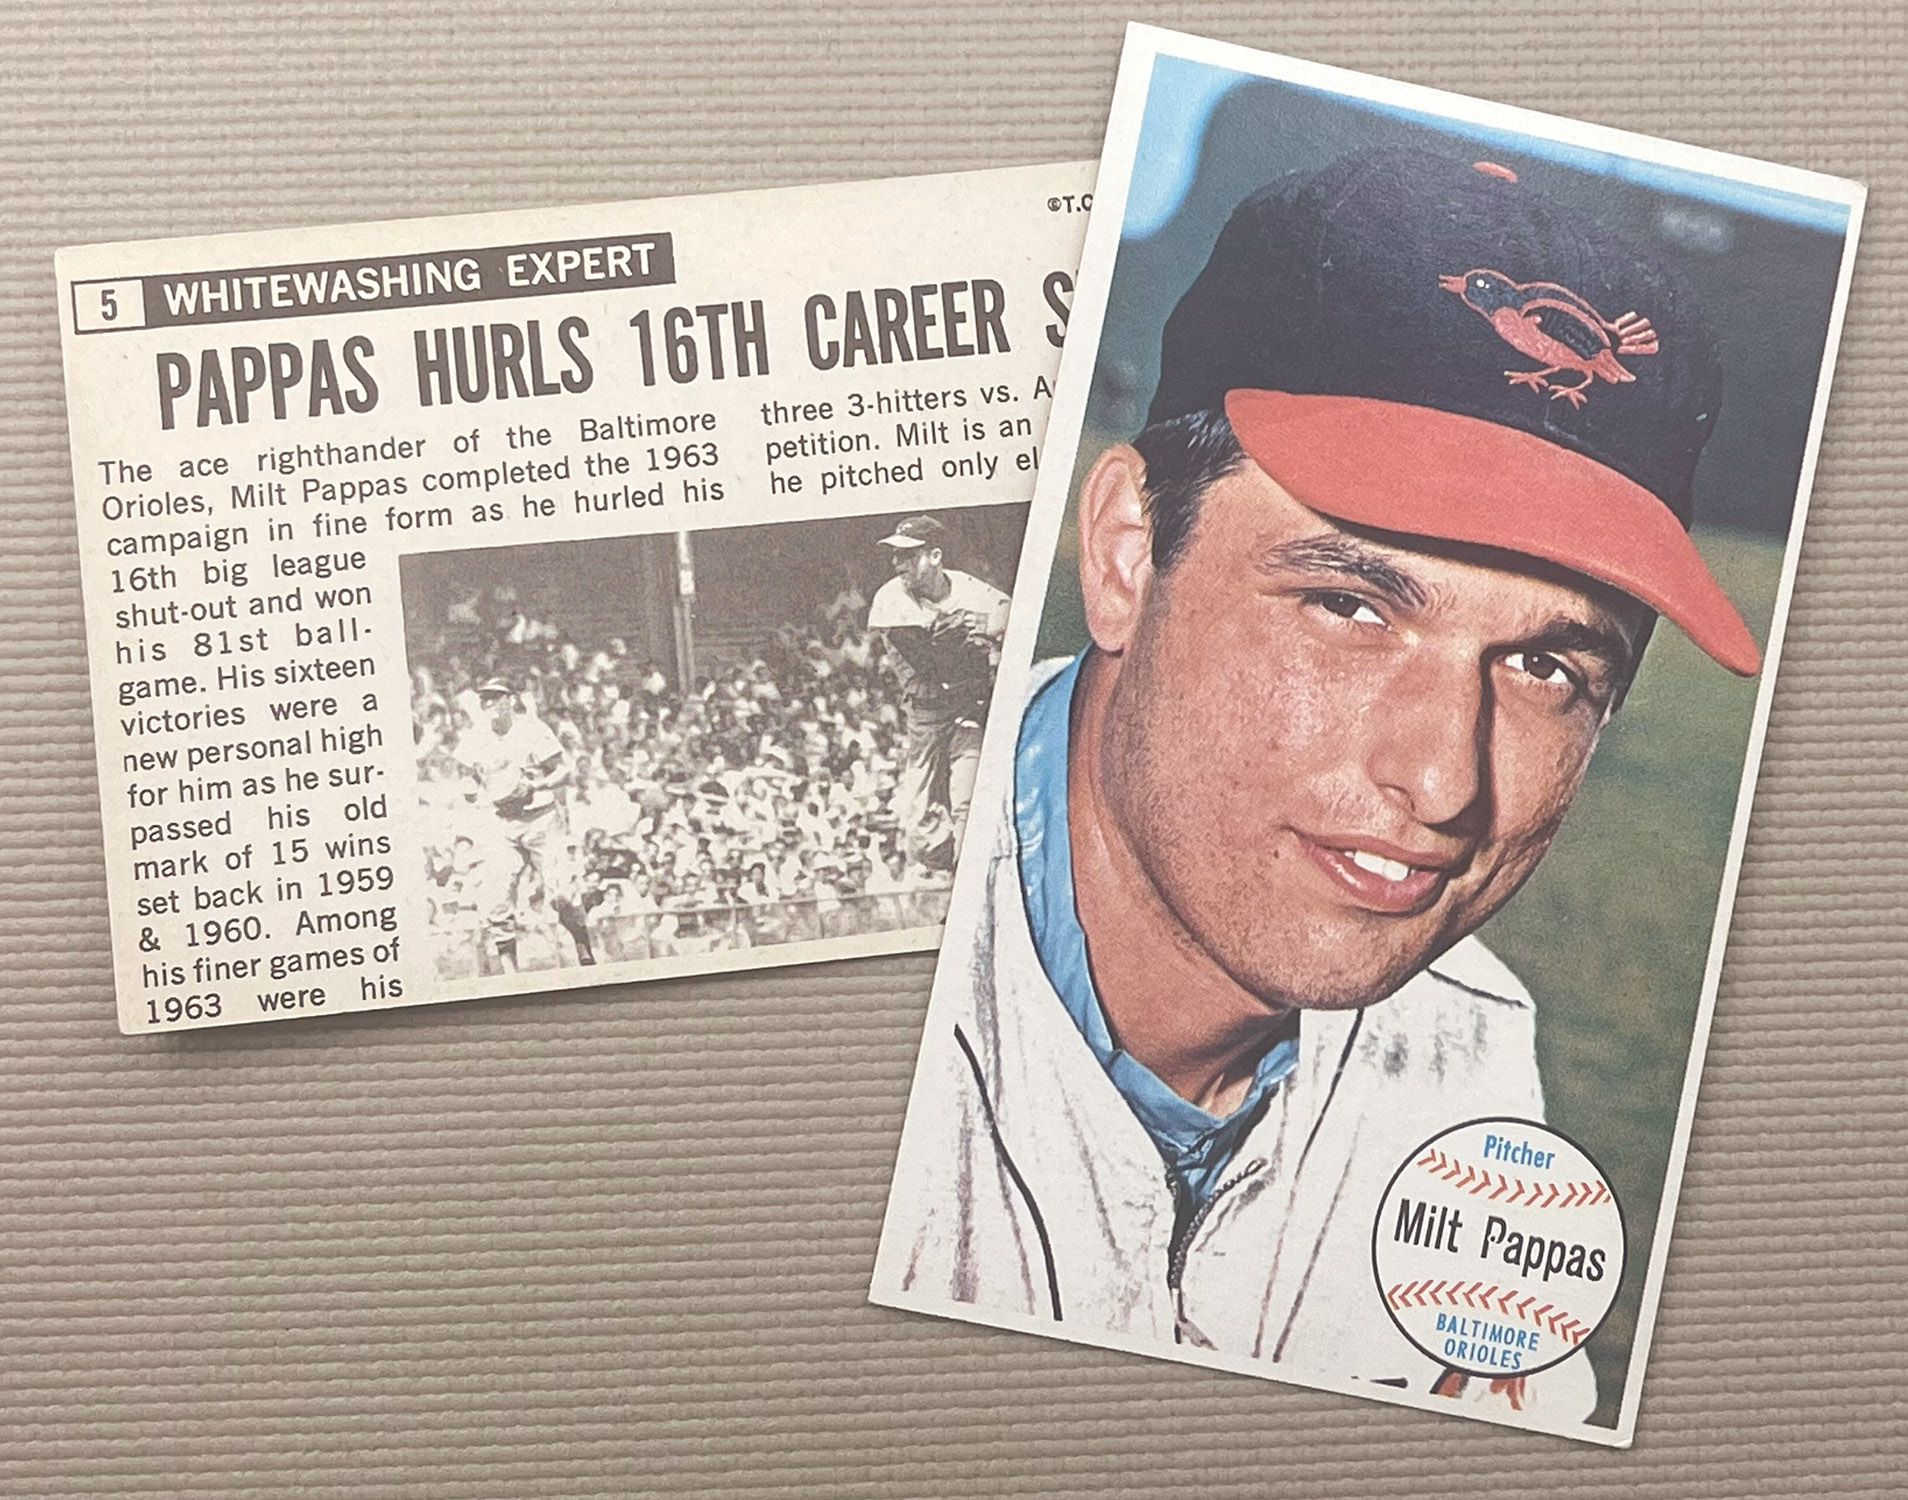 ©T.C
5 WHITEWASHING EXPERT
PAPPAS HURLS 16TH CAREER
The ace righthander of the Baltimore
Orioles, Milt Pappas completed the 1963
campaign in fine form as he hurled his
16th big league
shut-out and won
his 81st ball-
game. His sixteen
victories were a
new personal high
for him as he sur-
passed his old
mark of 15 wins
set back in 1959
& 1960. Among
his finer games of
1963 were his
three 3-hitters vs.
petition. Milt is an
he pitched only
Pitcher
Milt Pappas
BALTIMORE
ORIOLES